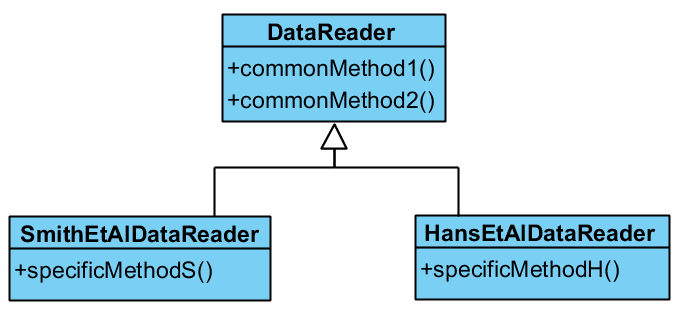 DataReader
+commonMethod1()
+commonMethod2()
SmithEtAlDataReader
+specificMethodS()
HansEtAlDataReader
+specificMethodH()